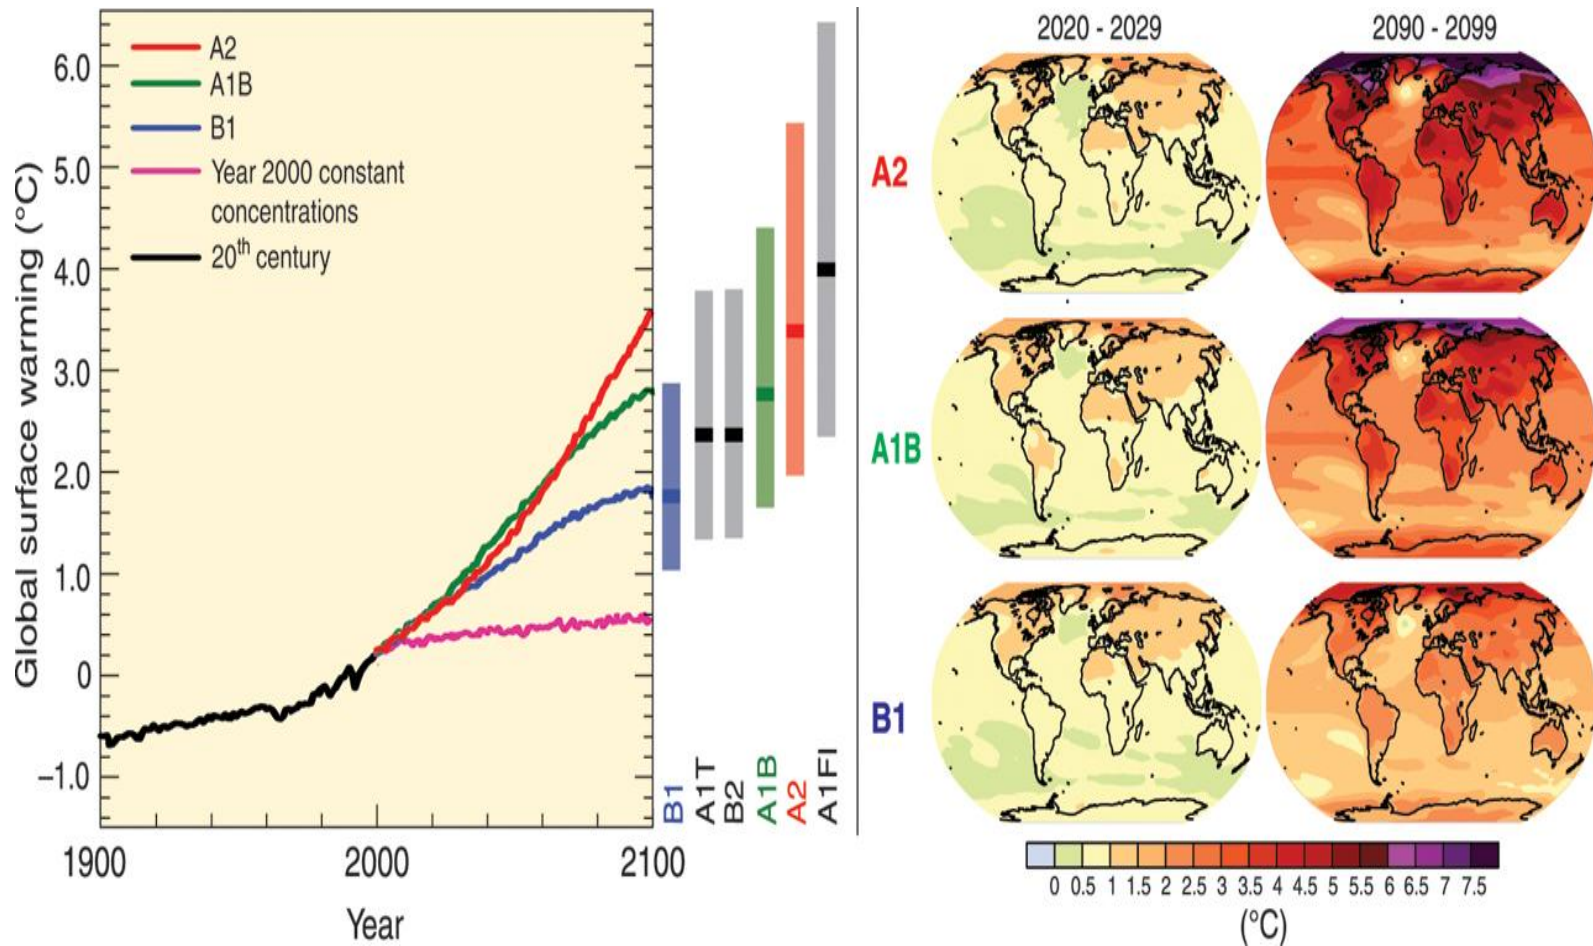 A2
A1B
B1
Year 2000 constant
concentrations
20th century
Global surface warming (°C)
6.0
5.0
4.0
3.0
2.0
1.0
0
–1.0
1900 2000 2100
Year
B1
A1T
B2
A1B
A2
A1FI
2020 - 2029 2090 - 2099
A2
A1B
B1
0 0.5 1 1.5 2 2.5 3 3.5 4 4.5 5 5.5 6 6.5 7 7.5
(°C)